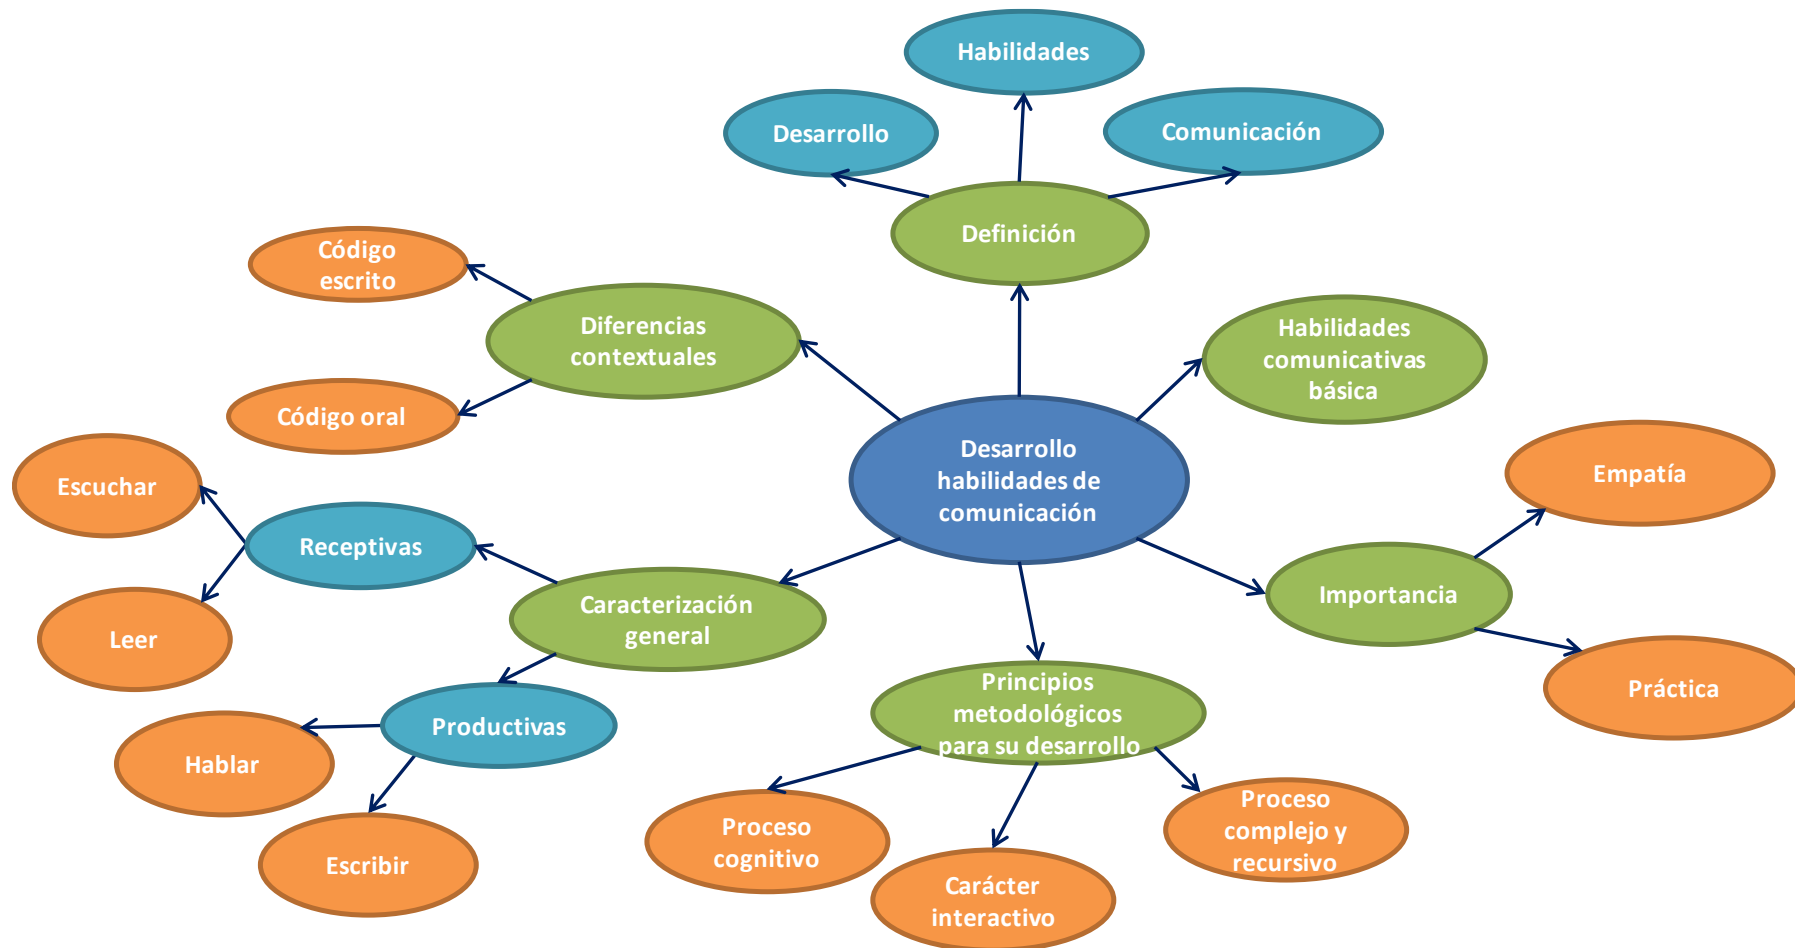 Habilidades
Desarrollo
Comunicación
Definición
Código
escrito
Diferencias
contextuales
Habilidades
comunicativas
básica
Código oral
Desarrollo
habilidades de
comunicación
Empatía
Escuchar
Receptivas
Importancia
Caracterización
general
Leer
Práctica
Principios
metodológicos
para su desarrollo
Productivas
Hablar
Proceso
cognitivo
Proceso
complejo y
recursivo
Escribir
Carácter
interactivo